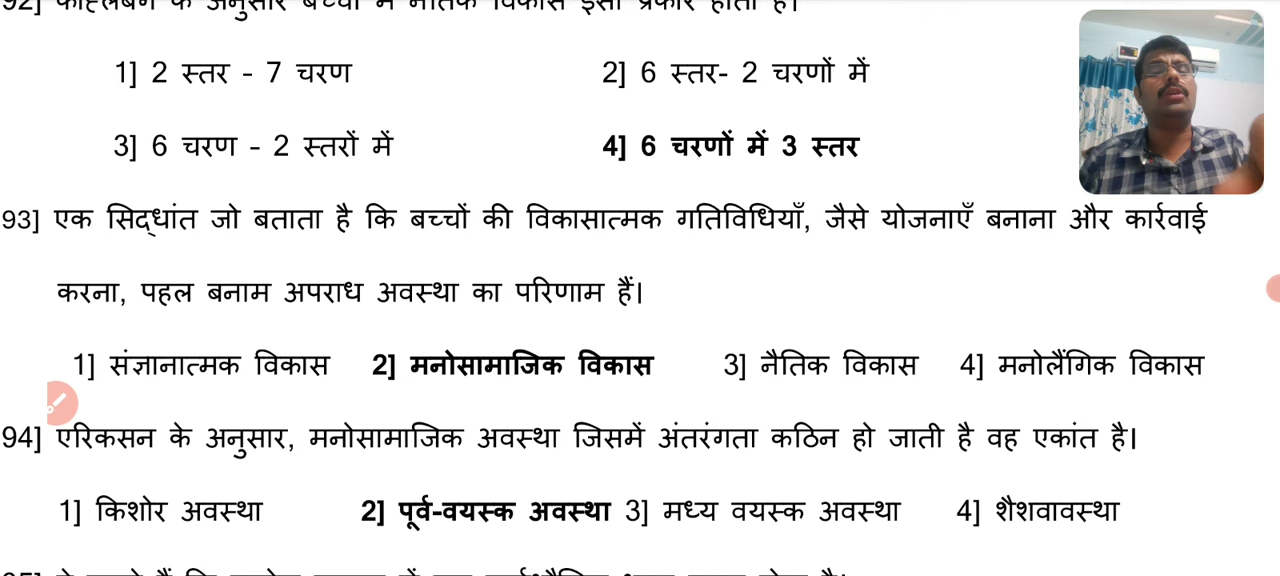 1] 2 स्तर - 7 चरण 2] 6 स्तर- 2 चरणों में
3] 6 चरण - 2 स्तरों में 4] 6 चरणों में 3 स्तर
93] एक सिद्धांत जो बताता है कि बच्चों की विकासात्मक गतिविधियाँ, जैसे योजनाएँ बनाना और कार्रवाई
करना, पहल बनाम अपराध अवस्था का परिणाम हैं।
1] संज्ञानात्मक विकास 2] मनोसामाजिक विकास 3] नैतिक विकास 4] मनोलैंगिक विकास
94] एरिकसन के अनुसार, मनोसामाजिक अवस्था जिसमें अंतरंगता कठिन हो जाती है वह एकांत है।
1] किशोर अवस्था 2] पूर्व-वयस्क अवस्था 3] मध्य वयस्क अवस्था 4] शैशवावस्था